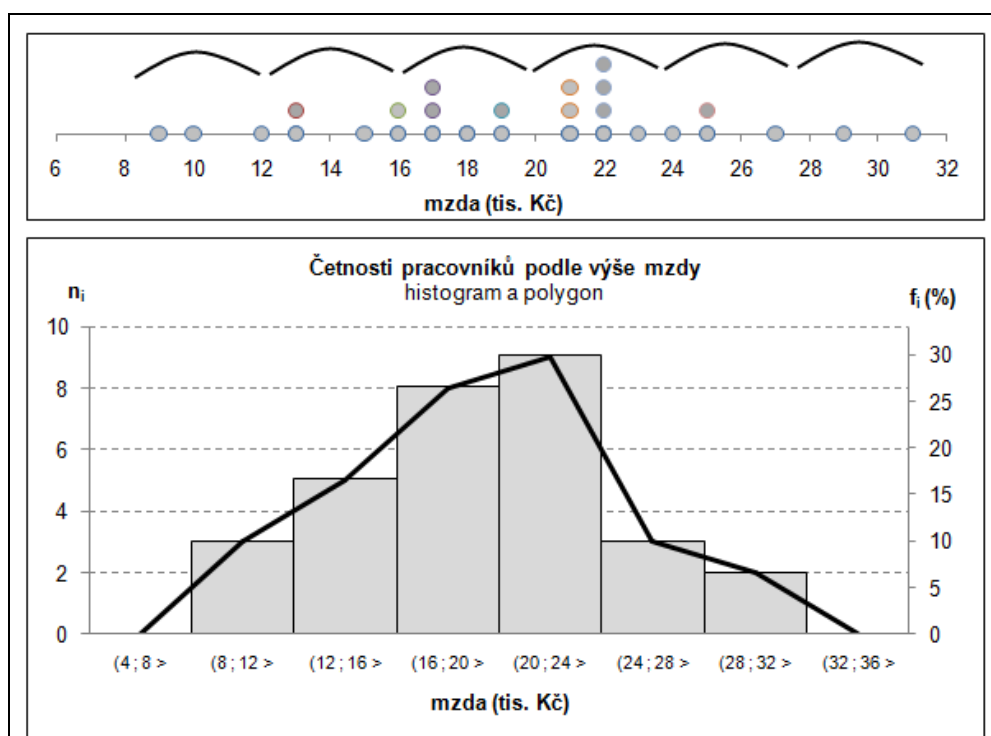 6 8 10 12 14 16 18 20 22 24 26 28 30 32
mzda (tis. Kč)
Četnosti pracovníků podle výše mzdy
histogram a polygon
nᵢ
fᵢ (%)
10
8
6
4
2
0
30
25
20
15
10
5
0
(4 ; 8 > (8 ; 12 > (12 ; 16 > (16 ; 20 > (20 ; 24 > (24 ; 28 > (28 ; 32 > (32 ; 36 >
mzda (tis. Kč)